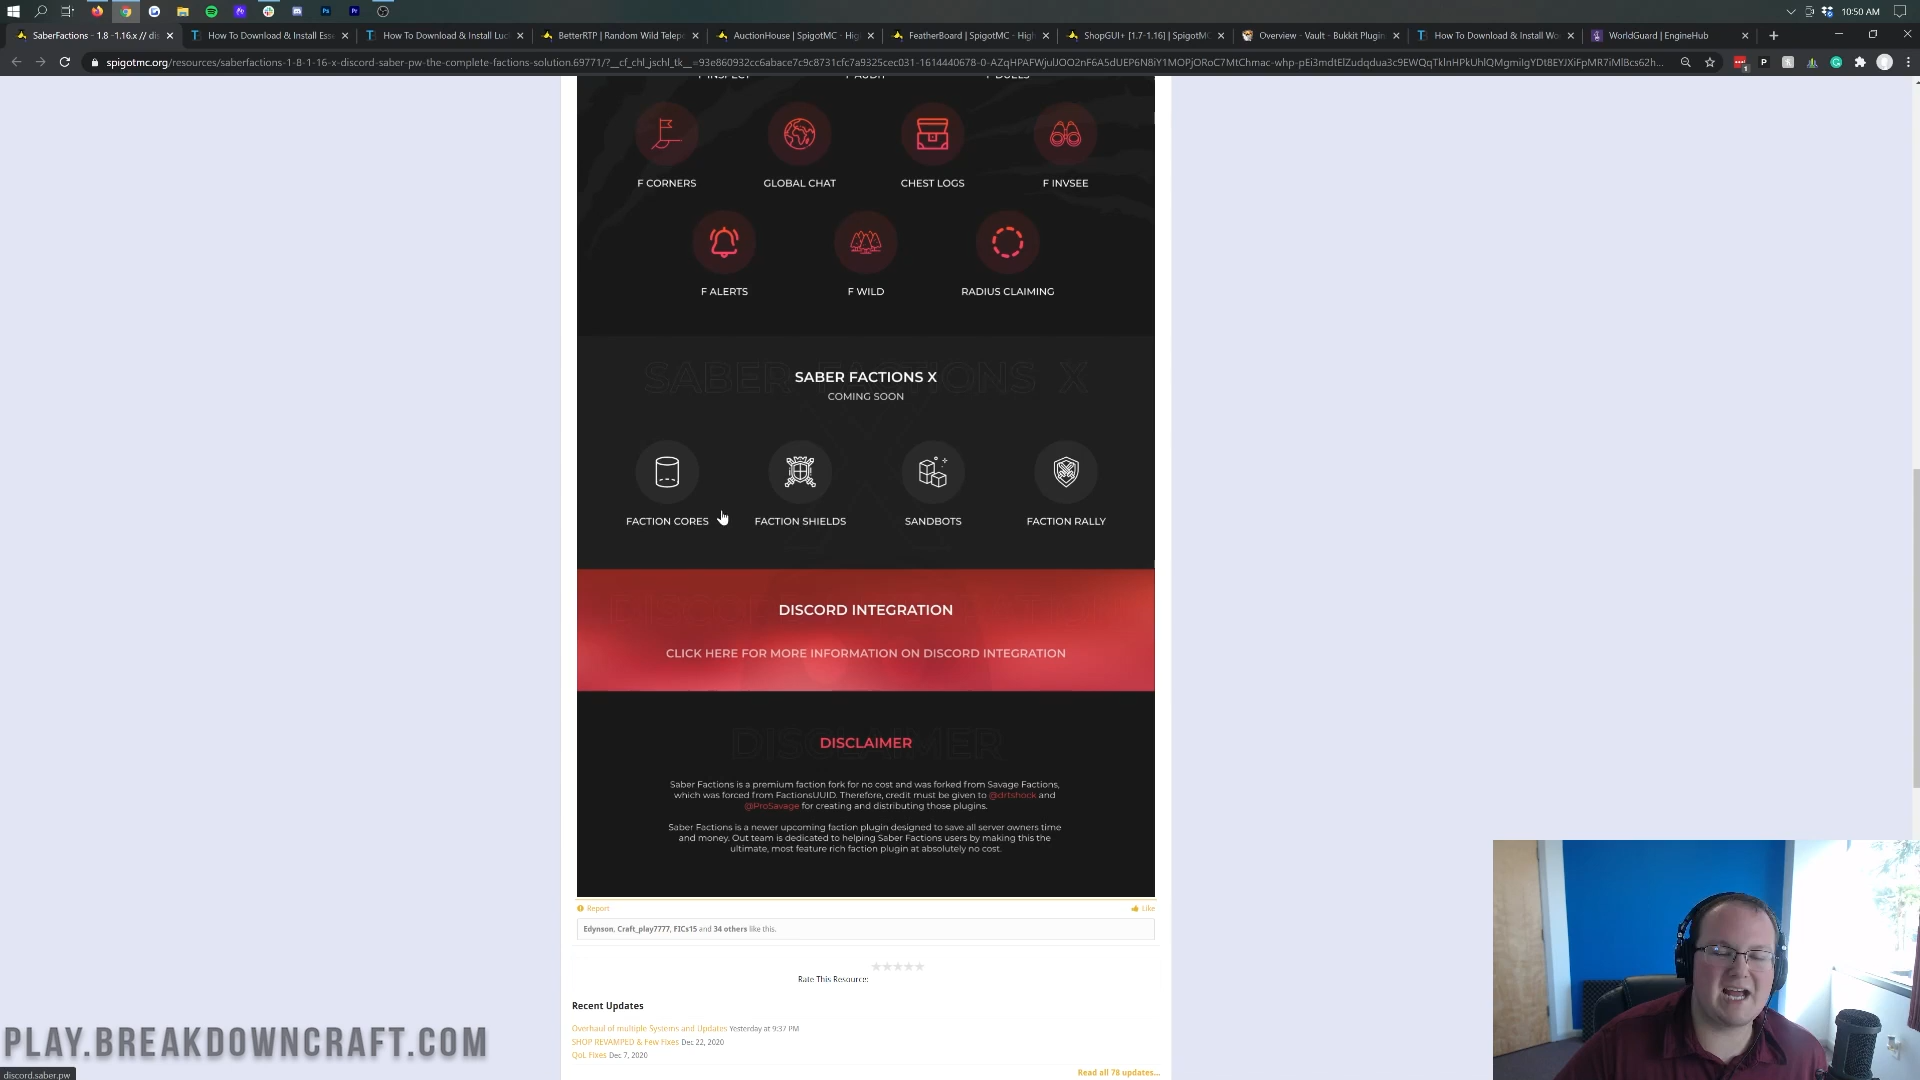 10:50 AM
SaberFactions - 1.8 -1.16.x // dis
How To Download & Install Esse
How To Download & Install Luc
BetterRTP | Random Wild Telepo
AuctionHouse | SpigotMC - Hig
FeatherBoard | SpigotMC - High
ShopGUI+ [1.7-1.16] | SpigotMC
Overview - Vault - Bukkit Plugin
How To Download & Install Wo
WorldGuard | EngineHub
F INSPECT
F AUDIT
F DUELS
F CORNERS
GLOBAL CHAT
CHEST LOGS
F INVSEE
F ALERTS
F WILD
RADIUS CLAIMING
SABER FACTIONS X
COMING SOON
FACTION CORES
FACTION SHIELDS
SANDBOTS
FACTION RALLY
DISCORD INTEGRATION
CLICK HERE FOR MORE INFORMATION ON DISCORD INTEGRATION
DISCLAIMER
Saber Factions is a premium faction fork for no cost and was forked from Savage Factions,
which was forced from FactionsUUID. Therefore, credit must be given to @drtshock and
@ProSavage for creating and distributing those plugins.
Saber Factions is a newer upcoming faction plugin designed to save all server owners time
and money. Out team is dedicated to helping Saber Factions users by making this the
ultimate, most feature rich faction plugin at absolutely no cost.
Report
Like
Edynson, Craft_play7777, FICs15 and 34 others like this.
Rate This Resource:
Recent Updates
Overhaul of multiple Systems and Updates Yesterday at 9:37 PM
SHOP REVAMPED & Few Fixes Dec 22, 2020
QoL Fixes Dec 7, 2020
Read all 78 updates...
PLAY.BREAKDOWNCRAFT.COM
discord.saber.pw